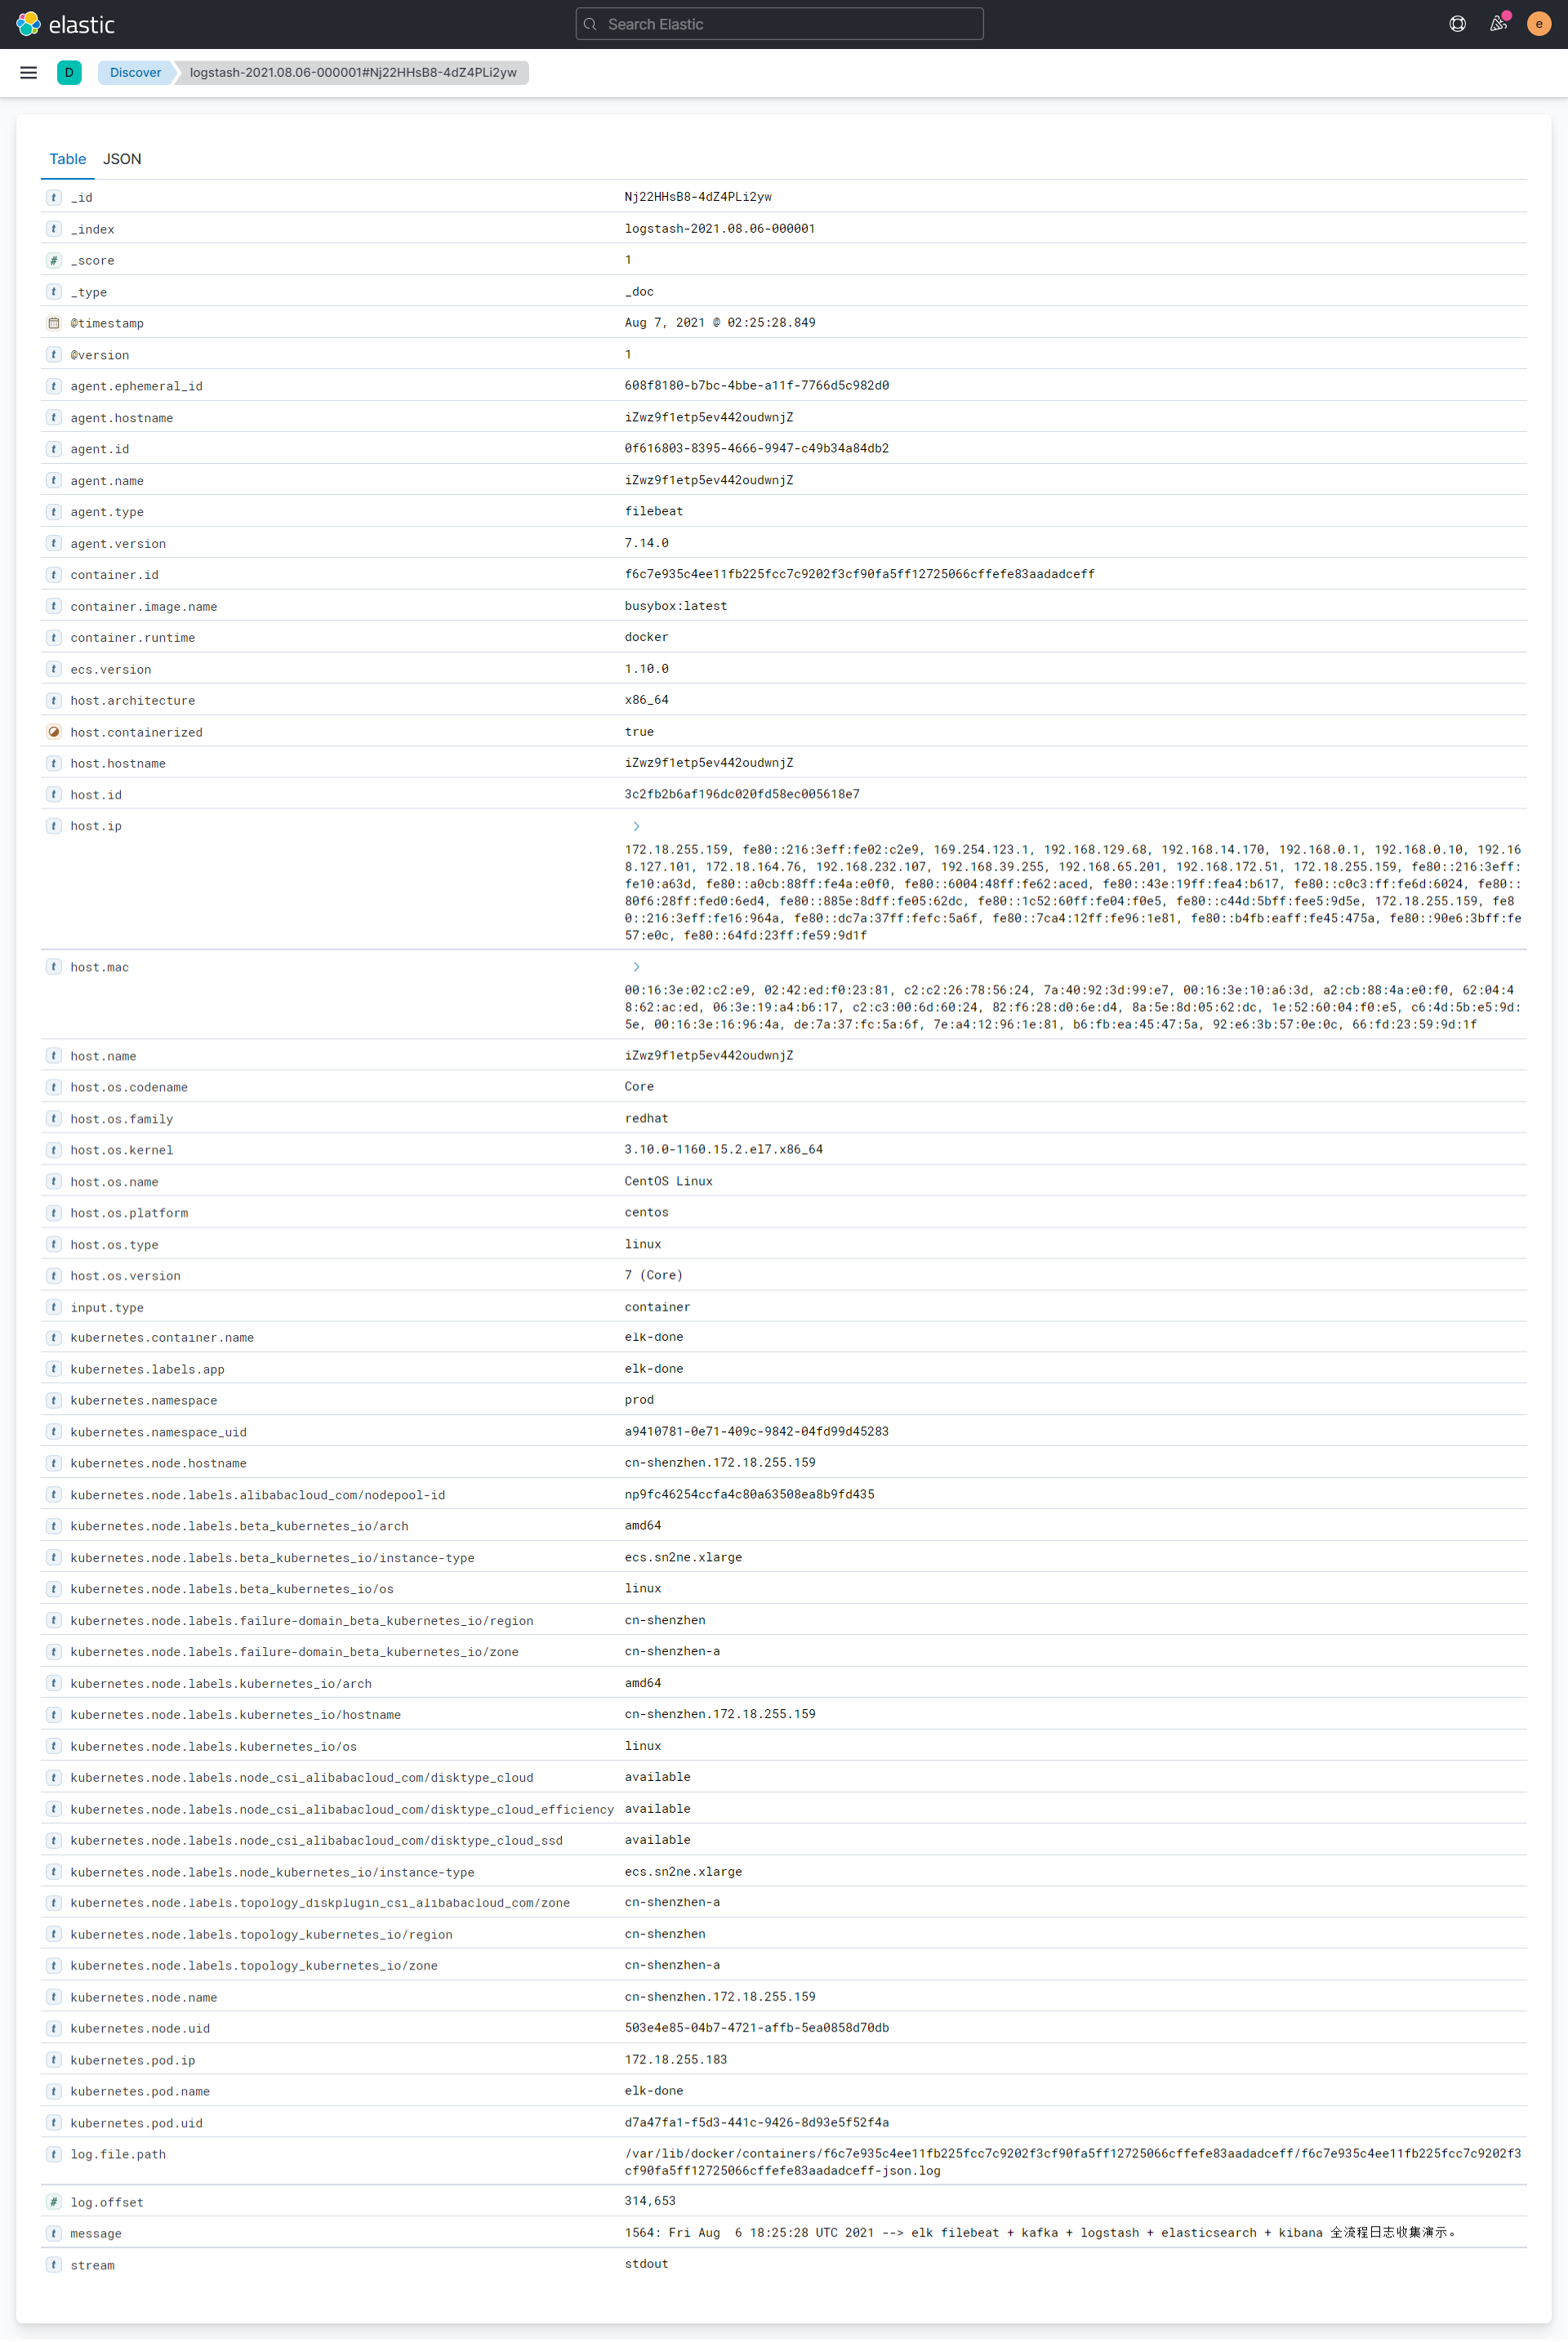 elastic
Search Elastic
e
D
Discover
logstash-2021.08.06-000001#Nj22HHsB8-4dZ4PLi2yw
Table JSON
t _id Nj22HHsB8-4dZ4PLi2yw
t _index logstash-2021.08.06-000001
# _score 1
t _type _doc
@timestamp Aug 7, 2021 @ 02:25:28.849
t @version 1
t agent.ephemeral_id 608f8180-b7bc-4bbe-a11f-7766d5c982d0
t agent.hostname iZwz9f1etp5ev442oudwnjZ
t agent.id 0f616803-8395-4666-9947-c49b34a84db2
t agent.name iZwz9f1etp5ev442oudwnjZ
t agent.type filebeat
t agent.version 7.14.0
t container.id f6c7e935c4ee11fb225fcc7c9202f3cf90fa5ff12725066cffefe83aadadceff
t container.image.name busybox:latest
t container.runtime docker
t ecs.version 1.10.0
t host.architecture x86_64
host.containerized true
t host.hostname iZwz9f1etp5ev442oudwnjZ
t host.id 3c2fb2b6af196dc020fd58ec005618e7
t host.ip
172.18.255.159, fe80::216:3eff:fe02:c2e9, 169.254.123.1, 192.168.129.68, 192.168.14.170, 192.168.0.1, 192.168.0.10, 192.16
8.127.101, 172.18.164.76, 192.168.232.107, 192.168.39.255, 192.168.65.201, 192.168.172.51, 172.18.255.159, fe80::216:3eff:
fe10:a63d, fe80::a0cb:88ff:fe4a:e0f0, fe80::6004:48ff:fe62:aced, fe80::43e:19ff:fea4:b617, fe80::c0c3:ff:fe6d:6024, fe80::
80f6:28ff:fed0:6ed4, fe80::885e:8dff:fe05:62dc, fe80::1c52:60ff:fe04:f0e5, fe80::c44d:5bff:fee5:9d5e, 172.18.255.159, fe8
0::216:3eff:fe16:964a, fe80::dc7a:37ff:fefc:5a6f, fe80::7ca4:12ff:fe96:1e81, fe80::b4fb:eaff:fe45:475a, fe80::90e6:3bff:fe
57:e0c, fe80::64fd:23ff:fe59:9d1f
t host.mac
00:16:3e:02:c2:e9, 02:42:ed:f0:23:81, c2:c2:26:78:56:24, 7a:40:92:3d:99:e7, 00:16:3e:10:a6:3d, a2:cb:88:4a:e0:f0, 62:04:4
8:62:ac:ed, 06:3e:19:a4:b6:17, c2:c3:00:6d:60:24, 82:f6:28:d0:6e:d4, 8a:5e:8d:05:62:dc, 1e:52:60:04:f0:e5, c6:4d:5b:e5:9d:
5e, 00:16:3e:16:96:4a, de:7a:37:fc:5a:6f, 7e:a4:12:96:1e:81, b6:fb:ea:45:47:5a, 92:e6:3b:57:0e:0c, 66:fd:23:59:9d:1f
t host.name iZwz9f1etp5ev442oudwnjZ
t host.os.codename Core
t host.os.family redhat
t host.os.kernel 3.10.0-1160.15.2.el7.x86_64
t host.os.name CentOS Linux
t host.os.platform centos
t host.os.type linux
t host.os.version 7 (Core)
t input.type container
t kubernetes.container.name elk-done
t kubernetes.labels.app elk-done
t kubernetes.namespace prod
t kubernetes.namespace_uid a9410781-0e71-409c-9842-04fd99d45283
t kubernetes.node.hostname cn-shenzhen.172.18.255.159
t kubernetes.node.labels.alibabacloud_com/nodepool-id np9fc46254ccfa4c80a63508ea8b9fd435
t kubernetes.node.labels.beta_kubernetes_io/arch amd64
t kubernetes.node.labels.beta_kubernetes_io/instance-type ecs.sn2ne.xlarge
t kubernetes.node.labels.beta_kubernetes_io/os linux
t kubernetes.node.labels.failure-domain_beta_kubernetes_io/region cn-shenzhen
t kubernetes.node.labels.failure-domain_beta_kubernetes_io/zone cn-shenzhen-a
t kubernetes.node.labels.kubernetes_io/arch amd64
t kubernetes.node.labels.kubernetes_io/hostname cn-shenzhen.172.18.255.159
t kubernetes.node.labels.kubernetes_io/os linux
t kubernetes.node.labels.node_csi_alibabacloud_com/disktype_cloud available
t kubernetes.node.labels.node_csi_alibabacloud_com/disktype_cloud_efficiency available
t kubernetes.node.labels.node_csi_alibabacloud_com/disktype_cloud_ssd available
t kubernetes.node.labels.node_kubernetes_io/instance-type ecs.sn2ne.xlarge
t kubernetes.node.labels.topology_diskplugin_csi_alibabacloud_com/zone cn-shenzhen-a
t kubernetes.node.labels.topology_kubernetes_io/region cn-shenzhen
t kubernetes.node.labels.topology_kubernetes_io/zone cn-shenzhen-a
t kubernetes.node.name cn-shenzhen.172.18.255.159
t kubernetes.node.uid 503e4e85-04b7-4721-affb-5ea0858d70db
t kubernetes.pod.ip 172.18.255.183
t kubernetes.pod.name elk-done
t kubernetes.pod.uid d7a47fa1-f5d3-441c-9426-8d93e5f52f4a
t log.file.path /var/lib/docker/containers/f6c7e935c4ee11fb225fcc7c9202f3cf90fa5ff12725066cffefe83aadadceff/f6c7e935c4ee11fb225fcc7c9202f3
cf90fa5ff12725066cffefe83aadadceff-json.log
# log.offset 314,653
t message 1564: Fri Aug  6 18:25:28 UTC 2021 --> elk filebeat + kafka + logstash + elasticsearch + kibana 全流程日志收集演示。
t stream stdout